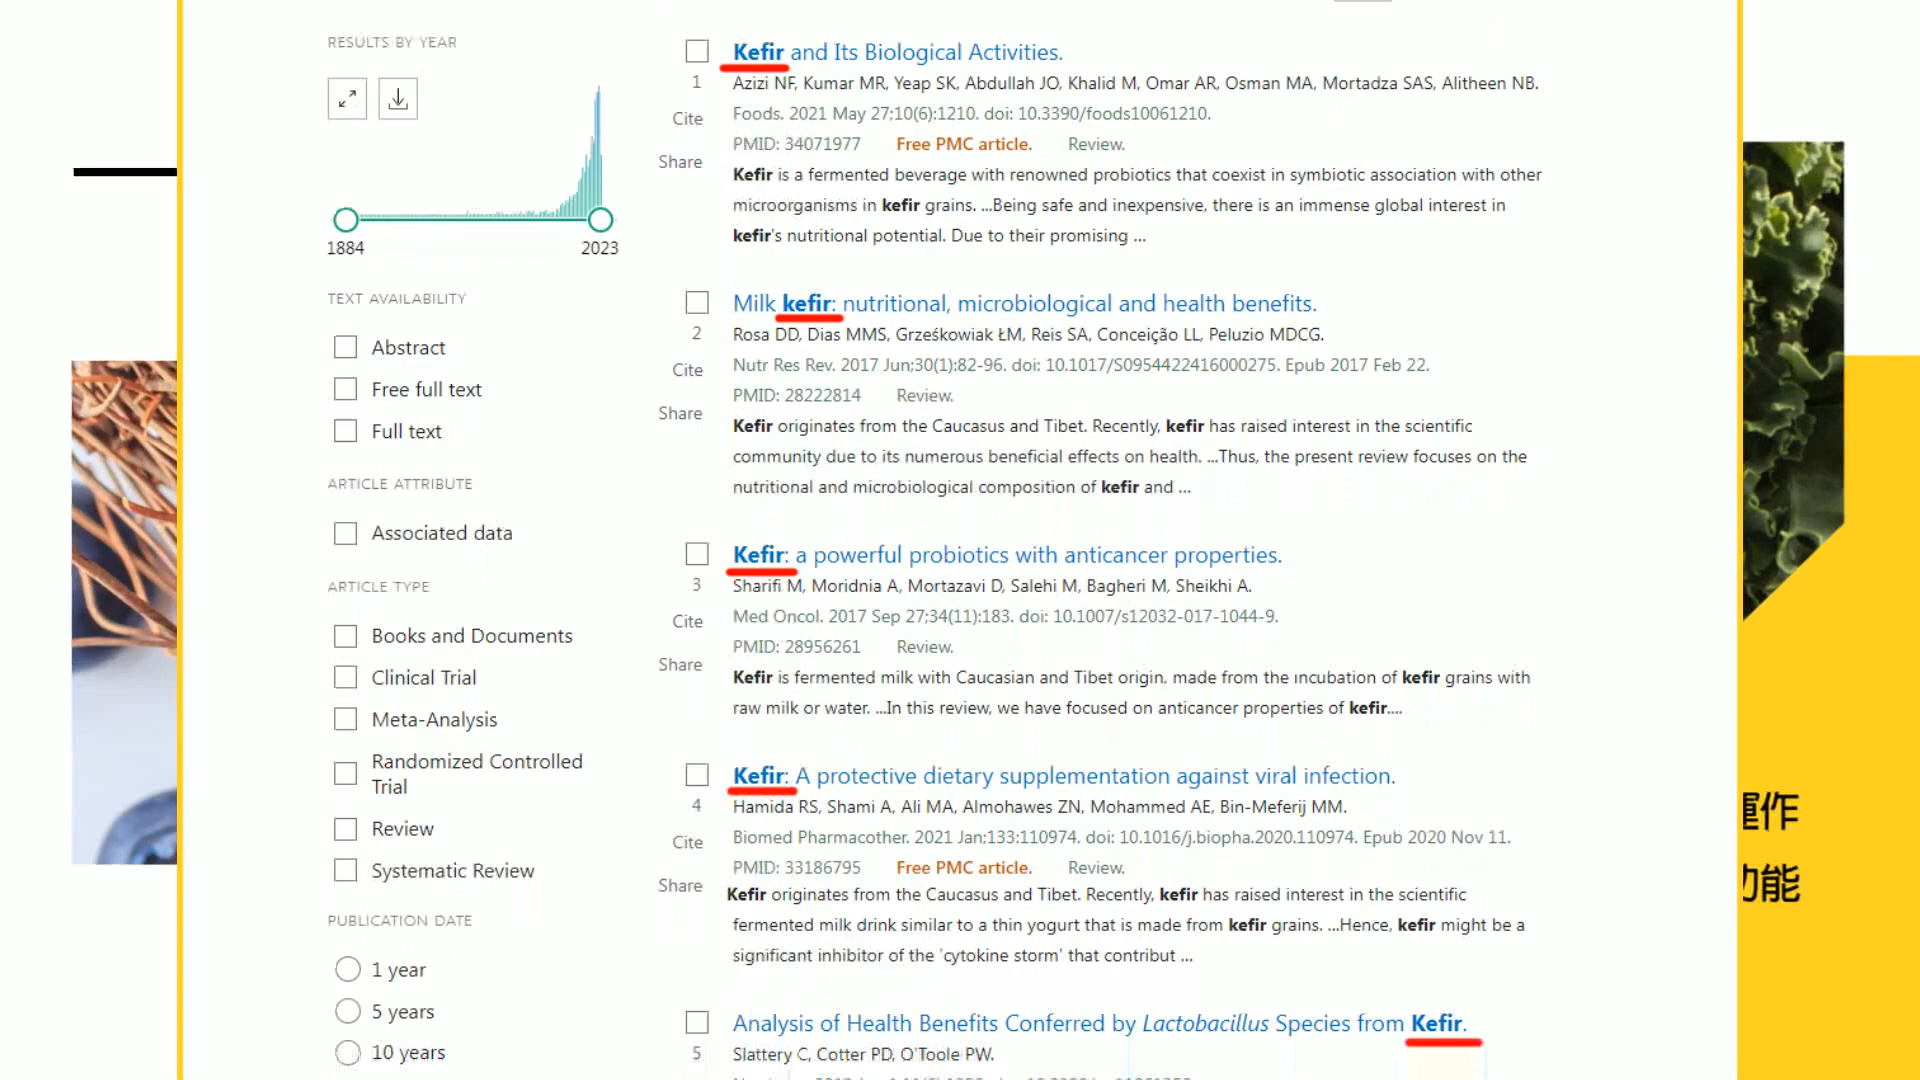 RESULTS BY YEAR
1884
2023
TEXT AVAILABILITY
Abstract
Free full text
Full text
ARTICLE ATTRIBUTE
Associated data
ARTICLE TYPE
Books and Documents
Clinical Trial
Meta-Analysis
Randomized Controlled
Trial
Review
Systematic Review
PUBLICATION DATE
1 year
5 years
10 years
Kefir and Its Biological Activities.
1
Azizi NF, Kumar MR, Yeap SK, Abdullah JO, Khalid M, Omar AR, Osman MA, Mortadza SAS, Alitheen NB.
Cite
Foods. 2021 May 27;10(6):1210. doi: 10.3390/foods10061210.
PMID: 34071977 Free PMC article. Review.
Share
Kefir is a fermented beverage with renowned probiotics that coexist in symbiotic association with other
microorganisms in kefir grains. ...Being safe and inexpensive, there is an immense global interest in
kefir's nutritional potential. Due to their promising ...
Milk kefir: nutritional, microbiological and health benefits.
2
Rosa DD, Dias MMS, Grześkowiak ŁM, Reis SA, Conceição LL, Peluzio MDCG.
Cite
Nutr Res Rev. 2017 Jun;30(1):82-96. doi: 10.1017/S0954422416000275. Epub 2017 Feb 22.
PMID: 28222814 Review.
Share
Kefir originates from the Caucasus and Tibet. Recently, kefir has raised interest in the scientific
community due to its numerous beneficial effects on health. ...Thus, the present review focuses on the
nutritional and microbiological composition of kefir and ...
Kefir: a powerful probiotics with anticancer properties.
3
Sharifi M, Moridnia A, Mortazavi D, Salehi M, Bagheri M, Sheikhi A.
Cite
Med Oncol. 2017 Sep 27;34(11):183. doi: 10.1007/s12032-017-1044-9.
PMID: 28956261 Review.
Share
Kefir is fermented milk with Caucasian and Tibet origin, made from the incubation of kefir grains with
raw milk or water. ...In this review, we have focused on anticancer properties of kefir....
Kefir: A protective dietary supplementation against viral infection.
4
Hamida RS, Shami A, Ali MA, Almohawes ZN, Mohammed AE, Bin-Meferij MM.
Cite
Biomed Pharmacother. 2021 Jan;133:110974. doi: 10.1016/j.biopha.2020.110974. Epub 2020 Nov 11.
PMID: 33186795 Free PMC article. Review.
Share
Kefir originates from the Caucasus and Tibet. Recently, kefir has raised interest in the scientific
fermented milk drink similar to a thin yogurt that is made from kefir grains. ...Hence, kefir might be a
significant inhibitor of the 'cytokine storm' that contribut ...
Analysis of Health Benefits Conferred by Lactobacillus Species from Kefir.
5
Slattery C, Cotter PD, O'Toole PW.
運作
功能